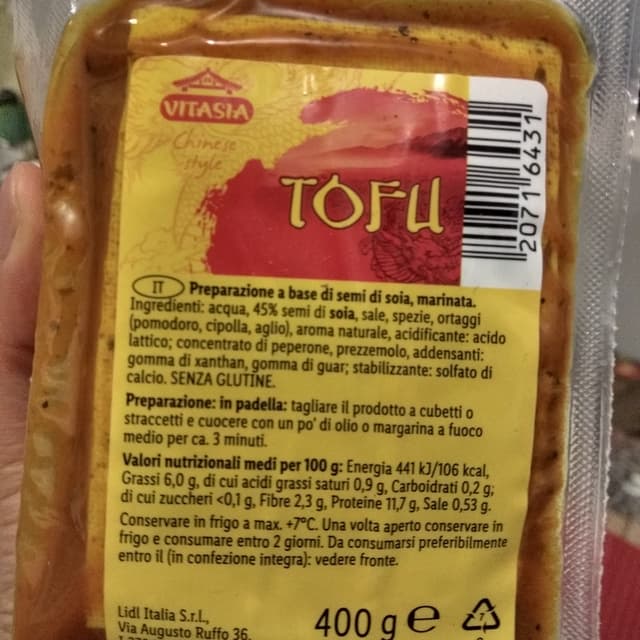 VITASIA
Chinese
style
TOFU
20716431
IT Preparazione a base di semi di soia, marinata.
Ingredienti: acqua, 45% semi di soia, sale, spezie, ortaggi
(pomodoro, cipolla, aglio), aroma naturale, acidificante: acido
lattico; concentrato di peperone, prezzemolo, addensanti:
gomma di xanthan, gomma di guar; stabilizzante: solfato di
calcio. SENZA GLUTINE.
Preparazione: in padella: tagliare il prodotto a cubetti o
straccetti e cuocere con un po' di olio o margarina a fuoco
medio per ca. 3 minuti.
Valori nutrizionali medi per 100 g: Energia 441 kJ/106 kcal,
Grassi 6,0 g, di cui acidi grassi saturi 0,9 g, Carboidrati 0,2 g;
di cui zuccheri <0,1 g, Fibre 2,3 g, Proteine 11,7 g, Sale 0,53 g.
Conservare in frigo a max. +7°C. Una volta aperto conservare in
frigo e consumare entro 2 giorni. Da consumarsi preferibilmente
entro il (in confezione integra): vedere fronte.
Lidl Italia S.r.l.,
Via Augusto Ruffo 36,
400 g e